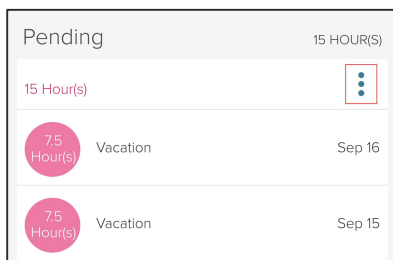 Pending 15 HOUR(S)
15 Hour(s)
7.5
Hour(s) Vacation Sep 16
7.5
Hour(s) Vacation Sep 15